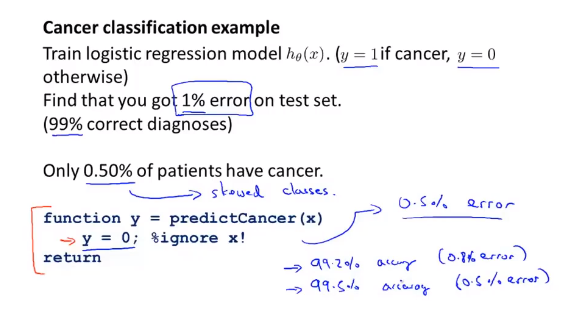 Cancer classification example
Train logistic regression model hθ(x). (y = 1 if cancer, y = 0
otherwise)
Find that you got 1% error on test set.
(99% correct diagnoses)
Only 0.50% of patients have cancer.
skewed classes.
0.5% error
function y = predictCancer(x)
y = 0; %ignore x!
return
99.2% accuracy (0.8% error)
99.5% accuracy (0.5% error)